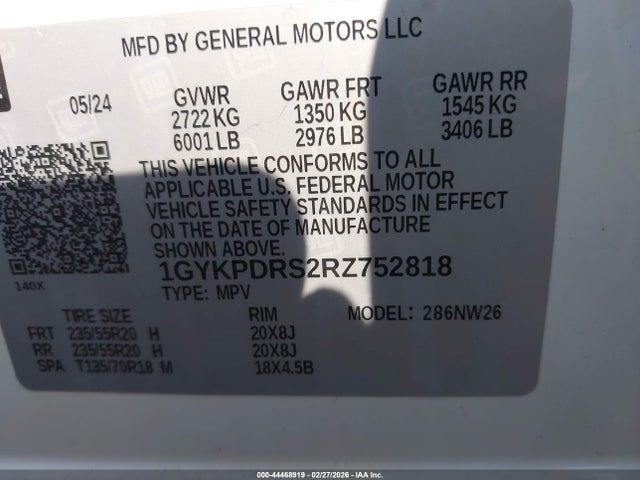 MFD BY GENERAL MOTORS LLC
05/24 GVWR GAWR FRT GAWR RR
2722 KG 1350 KG 1545 KG
6001 LB 2976 LB 3406 LB
THIS VEHICLE CONFORMS TO ALL
APPLICABLE U.S. FEDERAL MOTOR
VEHICLE SAFETY STANDARDS IN EFFECT
ON THE DATE OF MANUFACTURE
SHOWN ABOVE.
1GYKPDRS2RZ752818
140X
TYPE: MPV
TIRE SIZE RIM MODEL: 286NW26
FRT 235/55R20 H 20X8J
RR 235/55R20 H 20X8J
SPA T135/70R18 M 18X4.5B
000-44468919 - 02/27/2026 - IAA Inc.